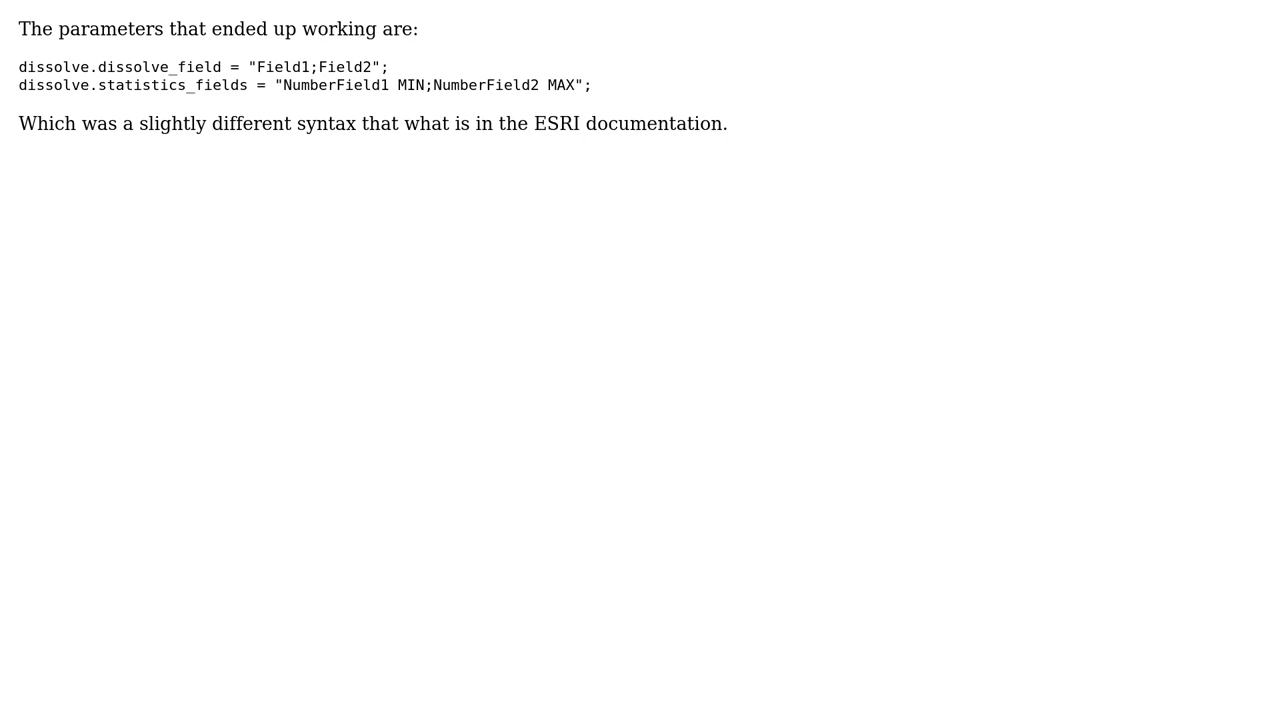 The parameters that ended up working are:
dissolve.dissolve_field = "Field1;Field2";
dissolve.statistics_fields = "NumberField1 MIN;NumberField2 MAX";
Which was a slightly different syntax that what is in the ESRI documentation.